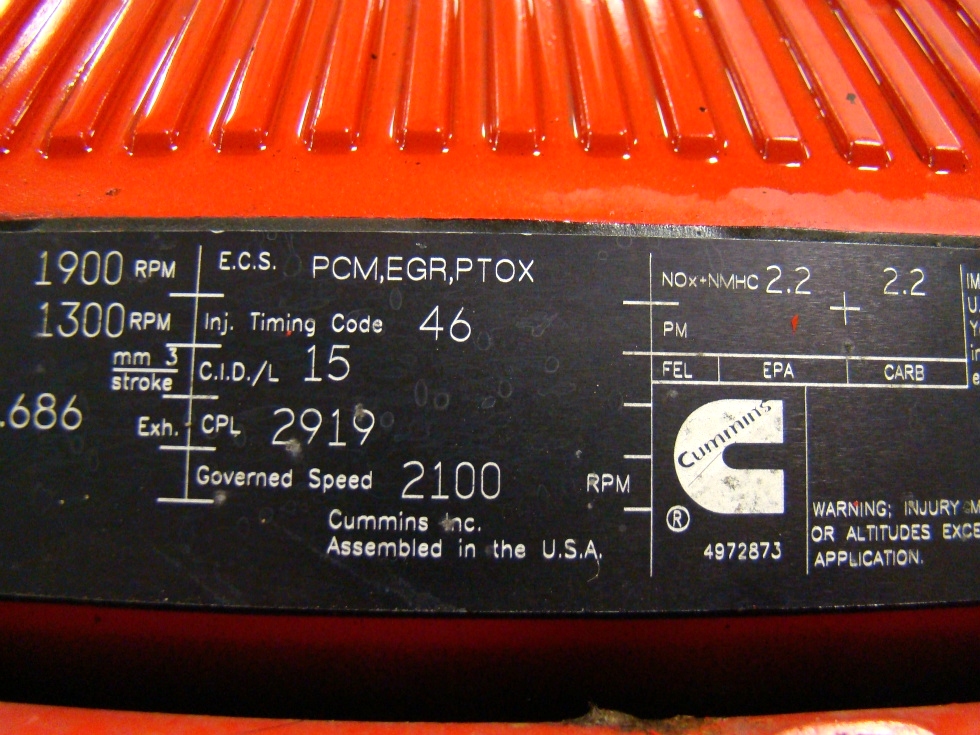 1900 RPM
1300 RPM
mm 3
stroke
.686
Exh.
E.C.S. PCM,EGR,PTOX
Inj. Timing Code 46
C.I.D./L 15
CPL 2919
Governed Speed 2100 RPM
Cummins Inc.
Assembled in the U.S.A.
NOx+NMHC 2.2 2.2
PM
FEL EPA CARB
Cummins
®
4972873
WARNING; INJURY
OR ALTITUDES EXCE
APPLICATION.
IM
U.
Y
in
e